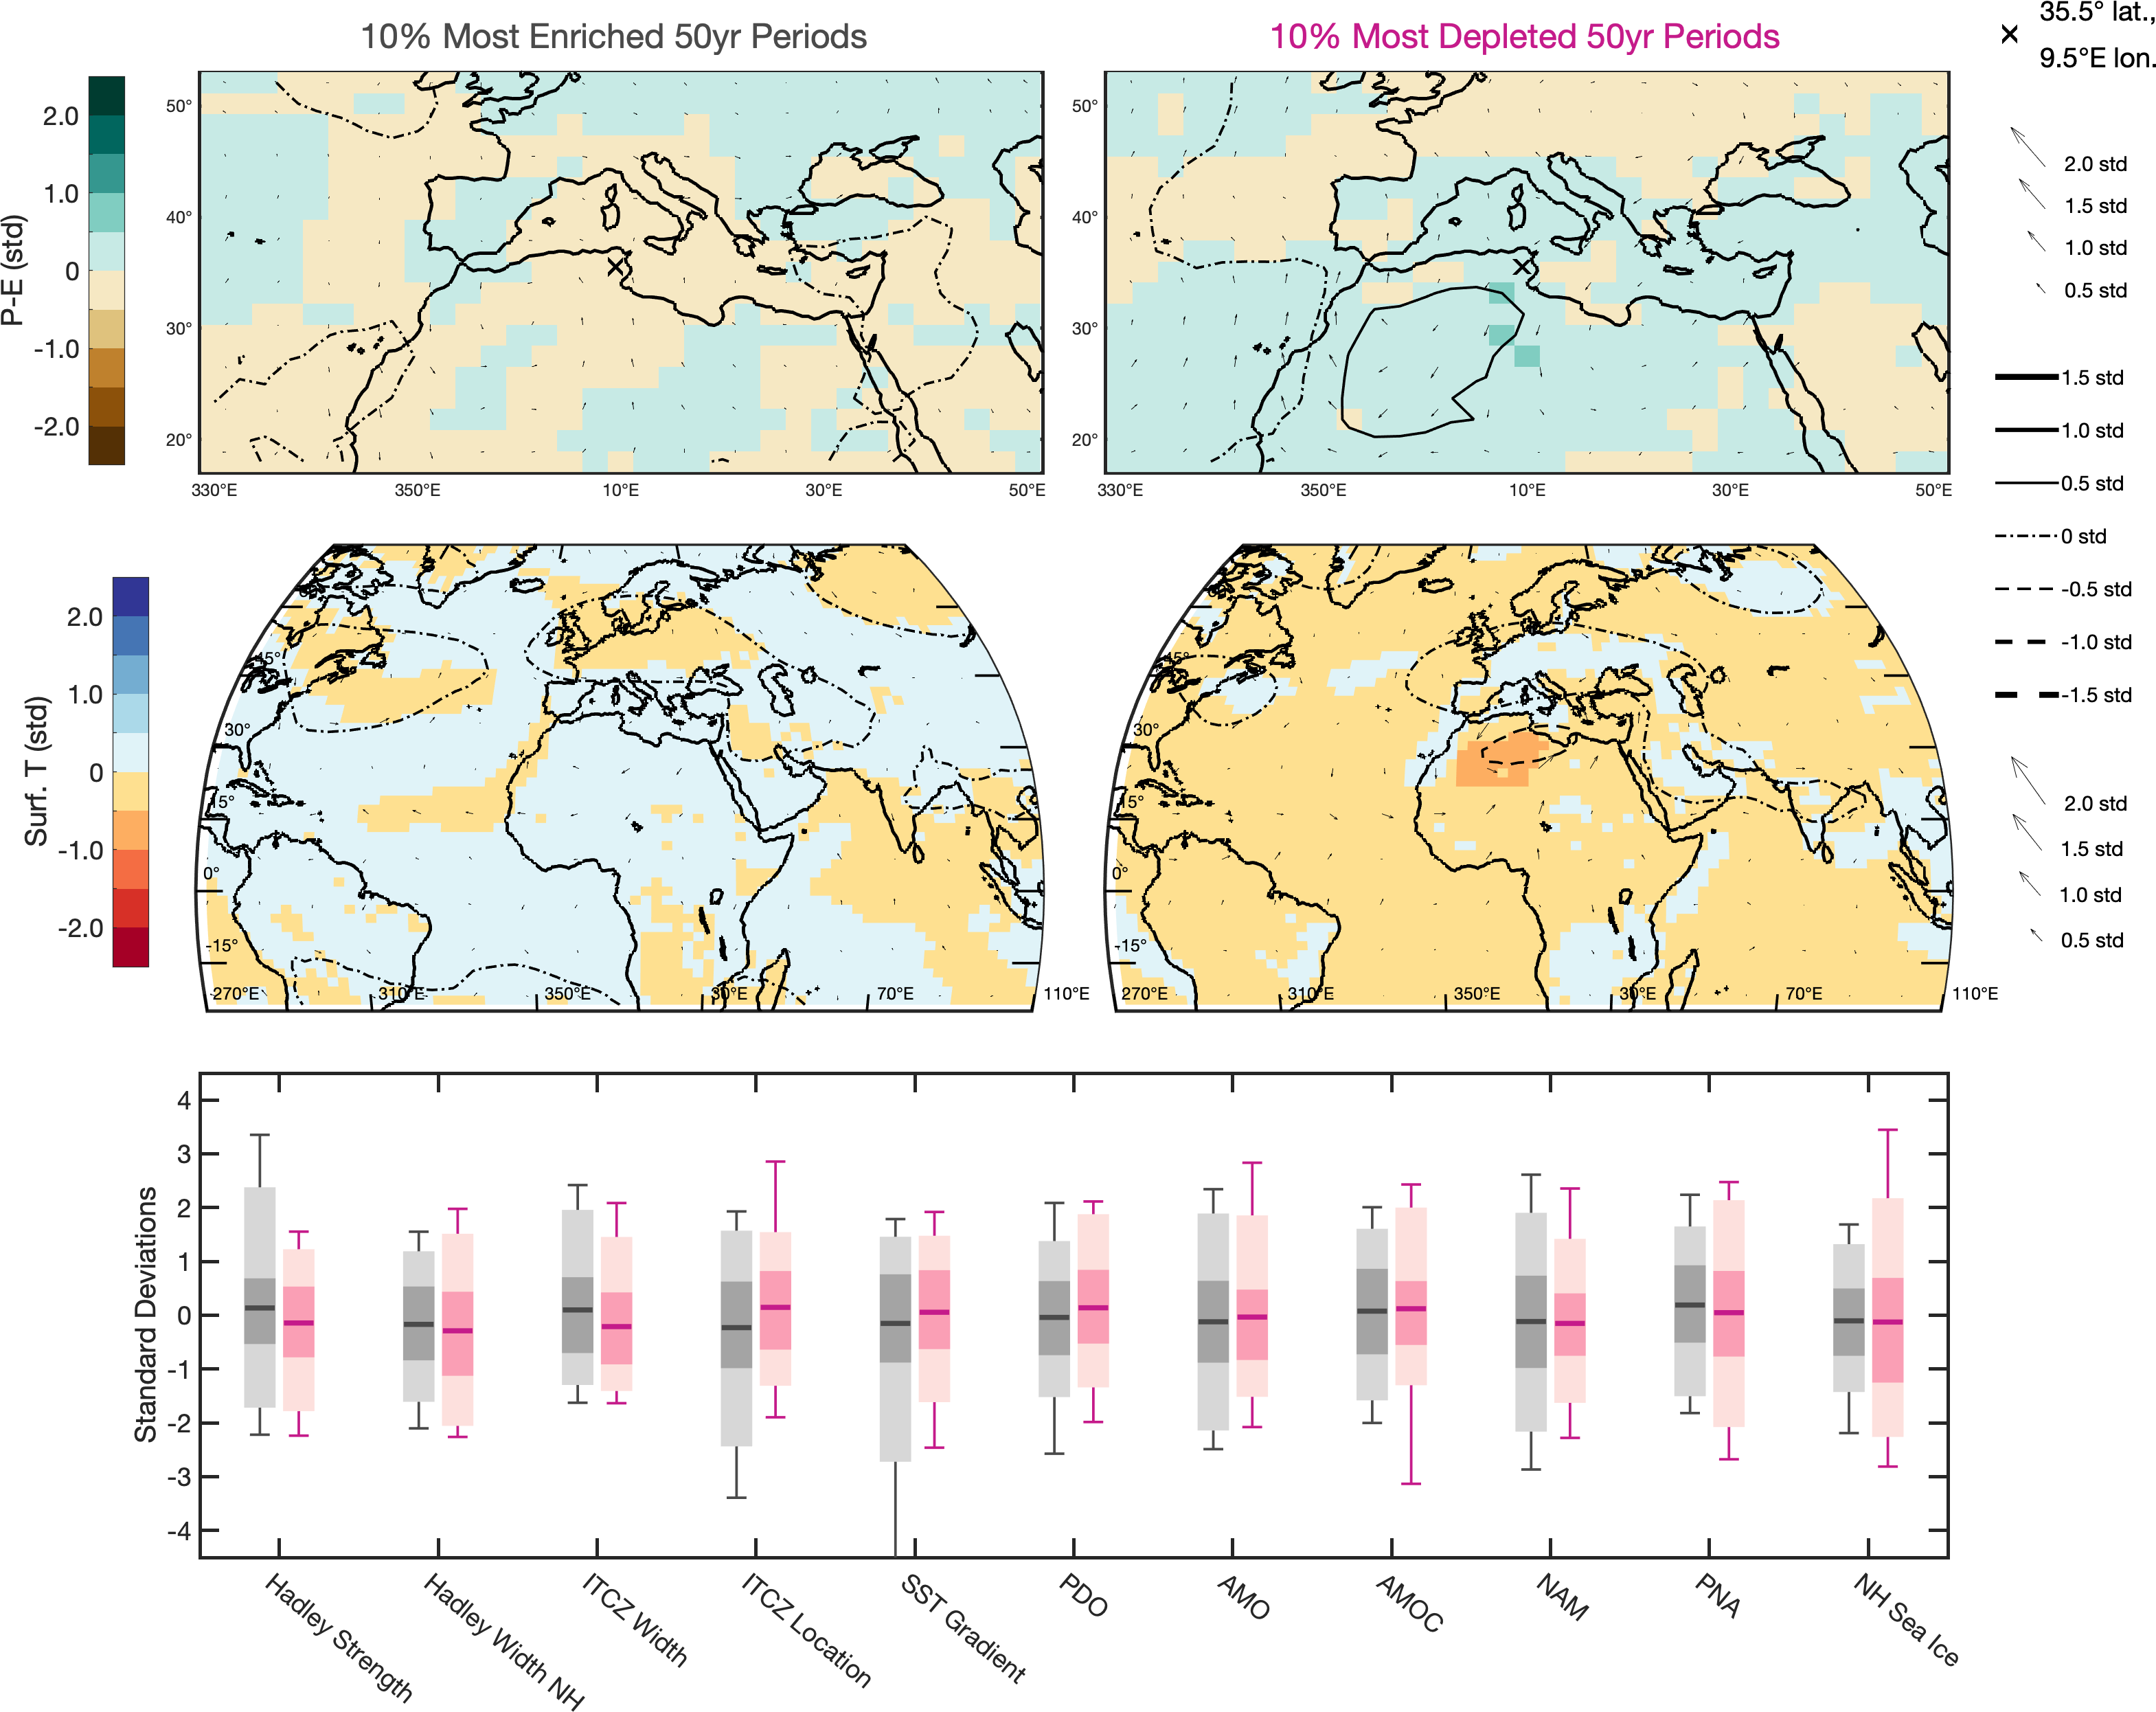 10% Most Enriched 50yr Periods
10% Most Depleted 50yr Periods
35.5° lat.,
9.5°E lon.
P-E (std)
2.0
1.0
0
-1.0
-2.0
50°
40°
30°
20°
330°E 350°E 10°E 30°E 50°E
50°
40°
30°
20°
330°E 350°E 10°E 30°E 50°E
2.0 std
1.5 std
1.0 std
0.5 std
1.5 std
1.0 std
0.5 std
0 std
-0.5 std
-1.0 std
-1.5 std
2.0 std
1.5 std
1.0 std
0.5 std
Surf. T (std)
2.0
1.0
0
-1.0
-2.0
45°
30°
15°
0°
-15°
270°E 310°E 350°E 30°E 70°E 110°E
45°
30°
15°
0°
-15°
270°E 310°E 350°E 30°E 70°E 110°E
Standard Deviations
4
3
2
1
0
-1
-2
-3
-4
Hadley Strength
Hadley Width NH
ITCZ Width
ITCZ Location
SST Gradient
PDO
AMO
AMOC
NAM
PNA
NH Sea Ice